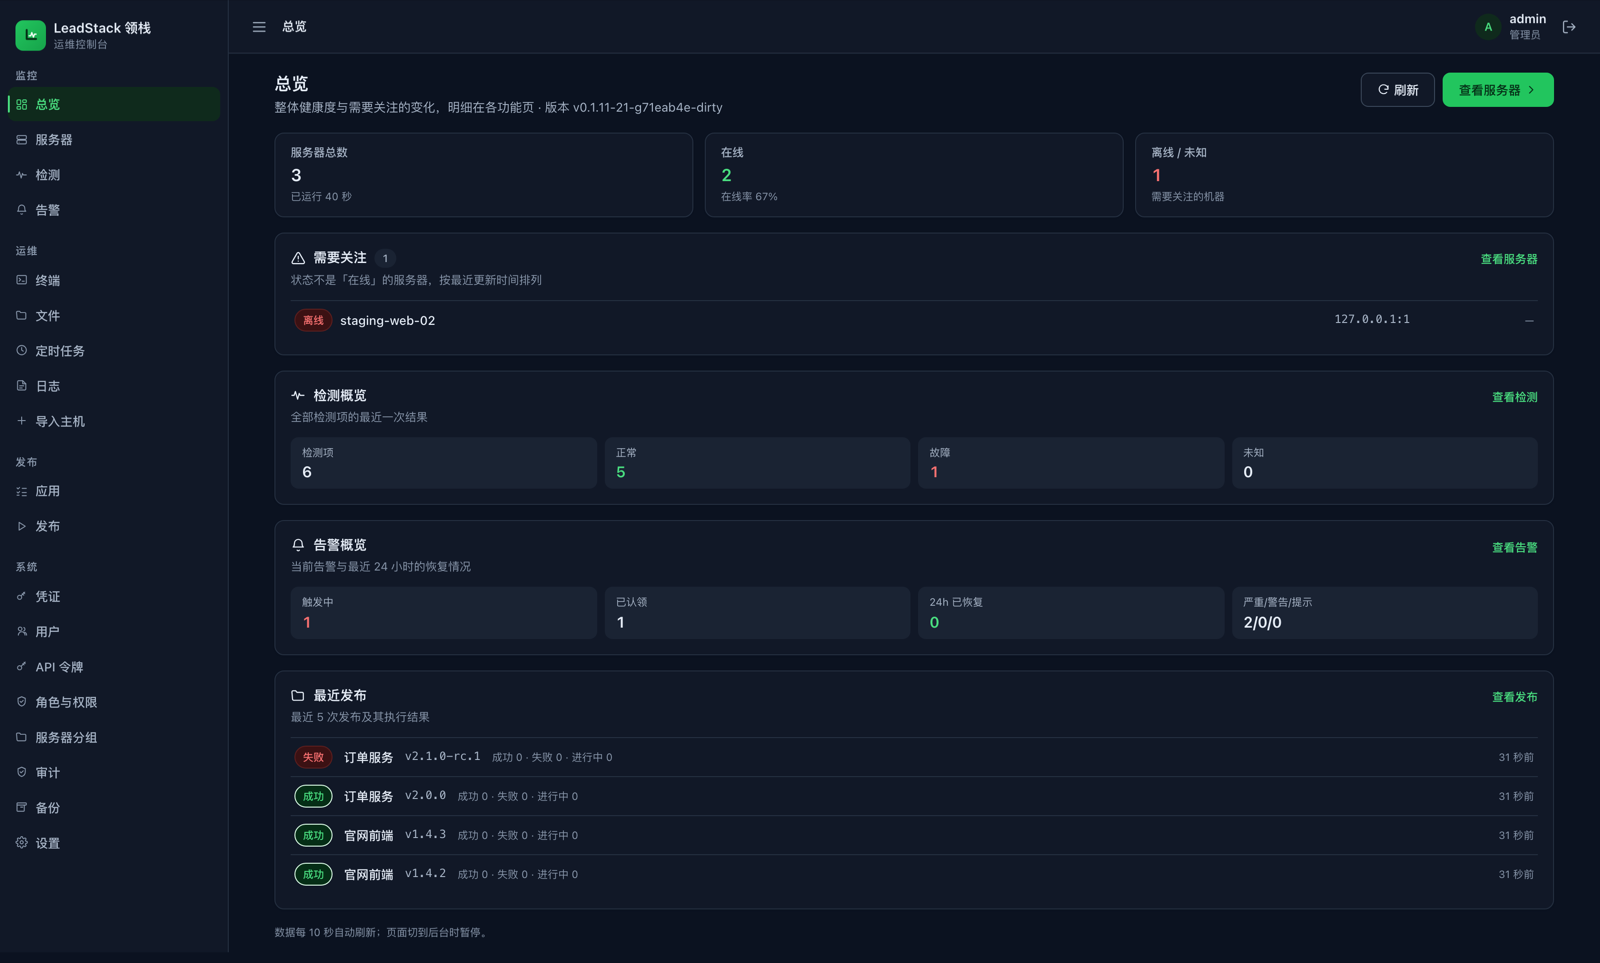 LeadStack 领栈
运维控制台
监控
总览
服务器
检测
告警
运维
终端
文件
定时任务
日志
导入主机
发布
应用
发布
系统
凭证
用户
API 令牌
角色与权限
服务器分组
审计
备份
设置
总览
A
admin
管理员
总览
整体健康度与需要关注的变化，明细在各功能页 · 版本 v0.1.11-21-g71eab4e-dirty
刷新
查看服务器
服务器总数
3
已运行 40 秒
在线
2
在线率 67%
离线 / 未知
1
需要关注的机器
需要关注 1
查看服务器
状态不是「在线」的服务器，按最近更新时间排列
离线 staging-web-02 127.0.0.1:1 —
检测概览
查看检测
全部检测项的最近一次结果
检测项
6
正常
5
故障
1
未知
0
告警概览
查看告警
当前告警与最近 24 小时的恢复情况
触发中
1
已认领
1
24h 已恢复
0
严重/警告/提示
2/0/0
最近发布
查看发布
最近 5 次发布及其执行结果
失败 订单服务 v2.1.0-rc.1 成功 0 · 失败 0 · 进行中 0 31 秒前
成功 订单服务 v2.0.0 成功 0 · 失败 0 · 进行中 0 31 秒前
成功 官网前端 v1.4.3 成功 0 · 失败 0 · 进行中 0 31 秒前
成功 官网前端 v1.4.2 成功 0 · 失败 0 · 进行中 0 31 秒前
数据每 10 秒自动刷新；页面切到后台时暂停。